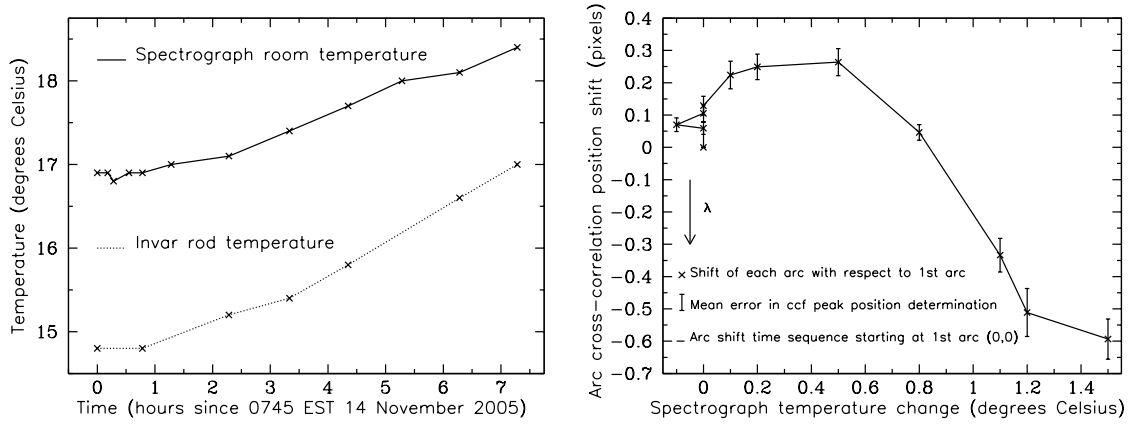 Temperature (degrees Celsius)
18
17
16
15
Spectrograph room temperature
Invar rod temperature
0 1 2 3 4 5 6 7
Time (hours since 0745 EST 14 November 2005)
Arc cross-correlation position shift (pixels)
0.4
0.3
0.2
0.1
0
-0.1
-0.2
-0.3
-0.4
-0.5
-0.6
-0.7
λ
Shift of each arc with respect to 1st arc
Mean error in ccf peak position determination
Arc shift time sequence starting at 1st arc (0,0)
0 0.2 0.4 0.6 0.8 1 1.2 1.4
Spectrograph temperature change (degrees Celsius)